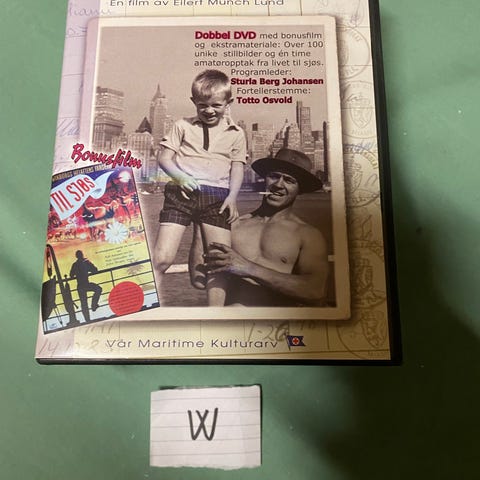 En film av Eilert Munch Lund
Dobbel DVD med bonusfilm
og ekstramateriale: Over 100
unike stillbilder og én time
amatøropptak fra livet til sjøs.
Programleder:
Sturla Berg Johansen
Fortellerstemme:
Totto Osvold
Bonusfilm
TIL SJØS
Vår Maritime Kulturarv
W